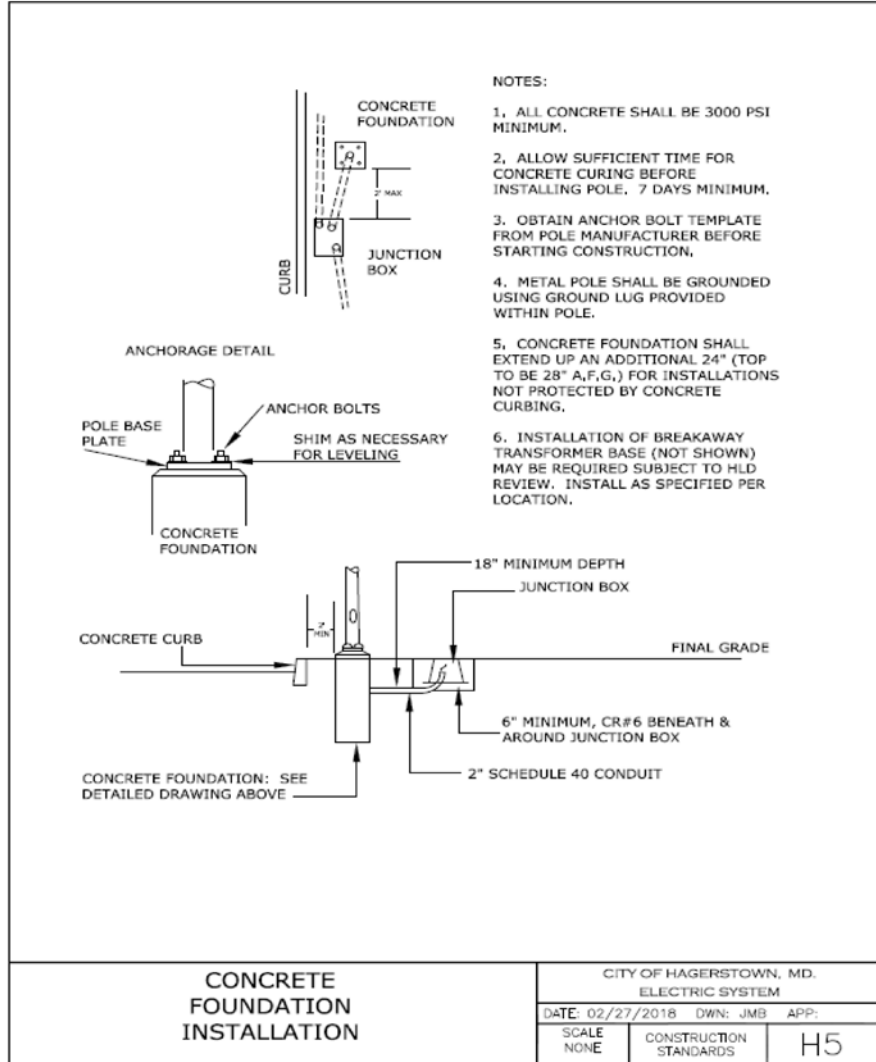 CONCRETE
FOUNDATION
2' MAX
JUNCTION
BOX
CURB
NOTES:
1, ALL CONCRETE SHALL BE 3000 PSI
MINIMUM.
2, ALLOW SUFFICIENT TIME FOR
CONCRETE CURING BEFORE
INSTALLING POLE, 7 DAYS MINIMUM.
3, OBTAIN ANCHOR BOLT TEMPLATE
FROM POLE MANUFACTURER BEFORE
STARTING CONSTRUCTION,
4, METAL POLE SHALL BE GROUNDED
USING GROUND LUG PROVIDED
WITHIN POLE.
5, CONCRETE FOUNDATION SHALL
EXTEND UP AN ADDITIONAL 24" (TOP
TO BE 28" A,F,G,) FOR INSTALLATIONS
NOT PROTECTED BY CONCRETE
CURBING,
6. INSTALLATION OF BREAKAWAY
TRANSFORMER BASE (NOT SHOWN)
MAY BE REQUIRED SUBJECT TO HLD
REVIEW. INSTALL AS SPECIFIED PER
LOCATION.
ANCHORAGE DETAIL
ANCHOR BOLTS
POLE BASE
PLATE
SHIM AS NECESSARY
FOR LEVELING
CONCRETE
FOUNDATION
18" MINIMUM DEPTH
JUNCTION BOX
2'
MIN
CONCRETE CURB
FINAL GRADE
6" MINIMUM, CR#6 BENEATH &
AROUND JUNCTION BOX
2" SCHEDULE 40 CONDUIT
CONCRETE FOUNDATION: SEE
DETAILED DRAWING ABOVE
CONCRETE
FOUNDATION
INSTALLATION
CITY OF HAGERSTOWN, MD.
ELECTRIC SYSTEM
DATE: 02/27/2018 DWN: JMB APP:
SCALE
NONE
CONSTRUCTION
STANDARDS
H5